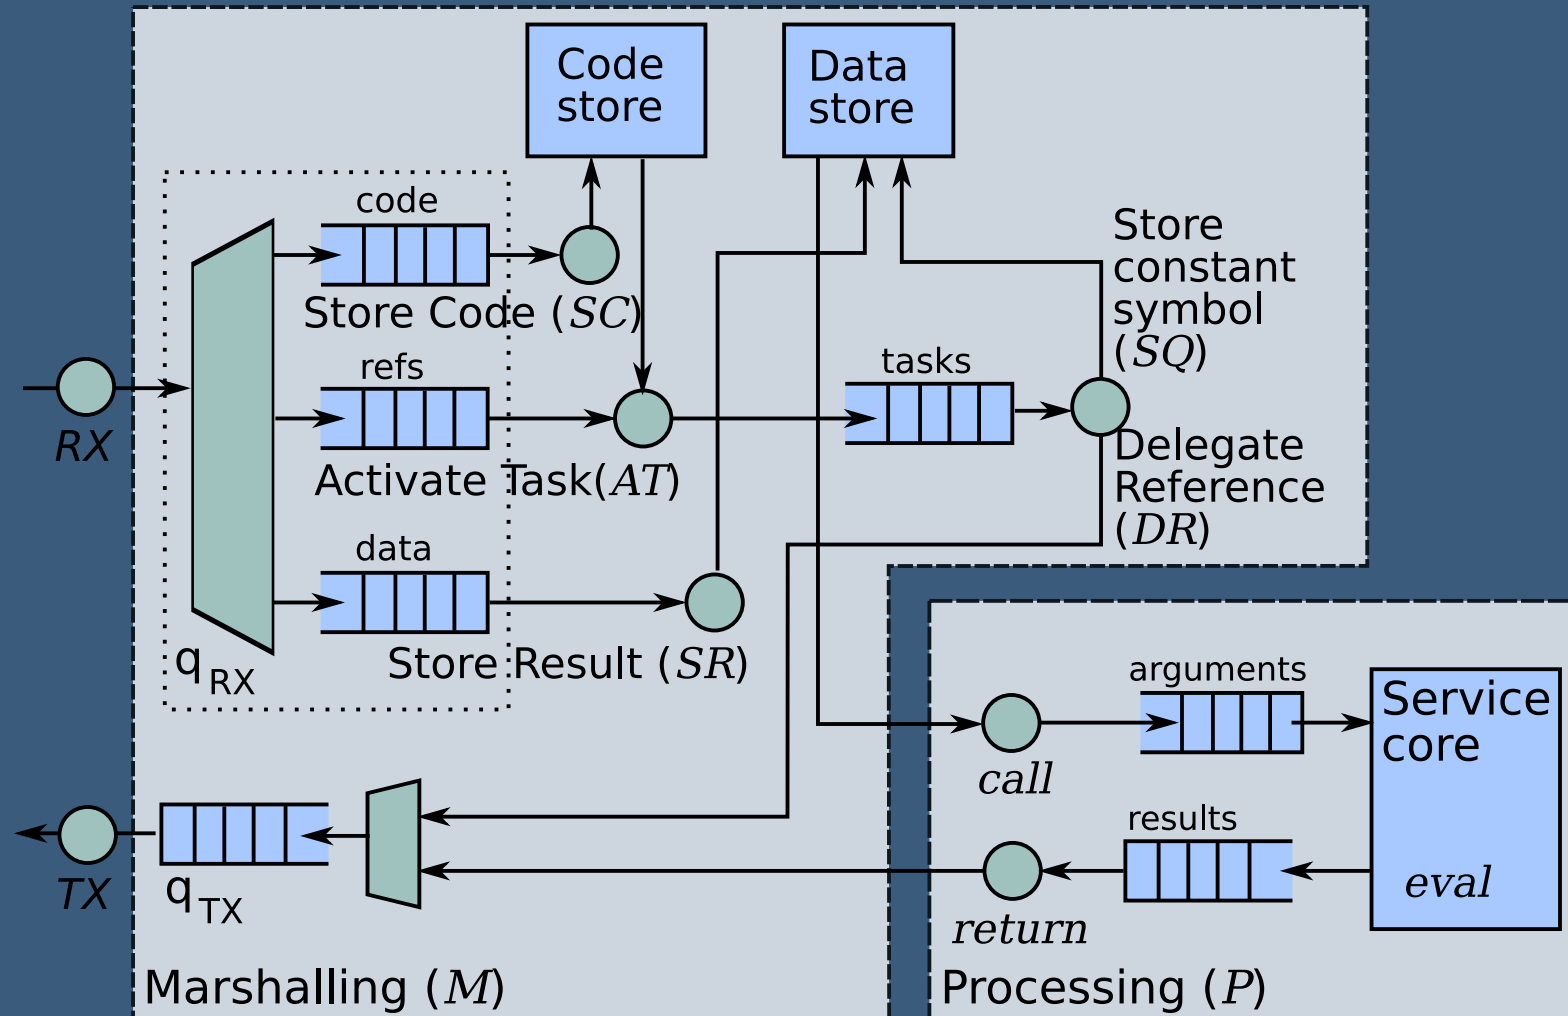 Code
store
Data
store
code
Store Code (SC)
refs
Activate Task(AT)
data
Store Result (SR)
q RX
RX
tasks
Store
constant
symbol
(SQ)
Delegate
Reference
(DR)
arguments
Service
core
call
results
eval
return
TX
q TX
Marshalling (M)
Processing (P)